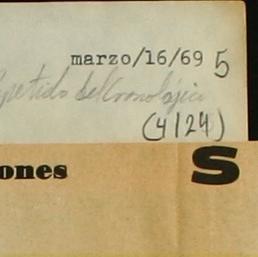 marzo/16/69 5
repetido del Cronológico
(4124)
ones S